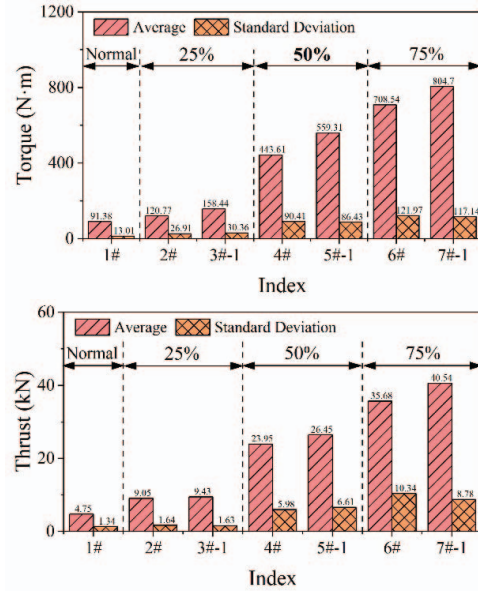 1200
Average Standard Deviation
Normal 25% 50% 75%
800
400
0
Torque (N·m)
91.38 13.01 120.77 26.91 158.44 30.36 443.61 90.41 559.31 86.43 708.54 121.97 804.7 117.14
1# 2# 3#-1 4# 5#-1 6# 7#-1
Index
60
Average Standard Deviation
Normal 25% 50% 75%
40
20
0
Thrust (kN)
4.75 1.34 9.05 1.64 9.43 1.63 23.95 5.98 26.45 6.61 35.68 10.34 40.54 8.78
1# 2# 3#-1 4# 5#-1 6# 7#-1
Index